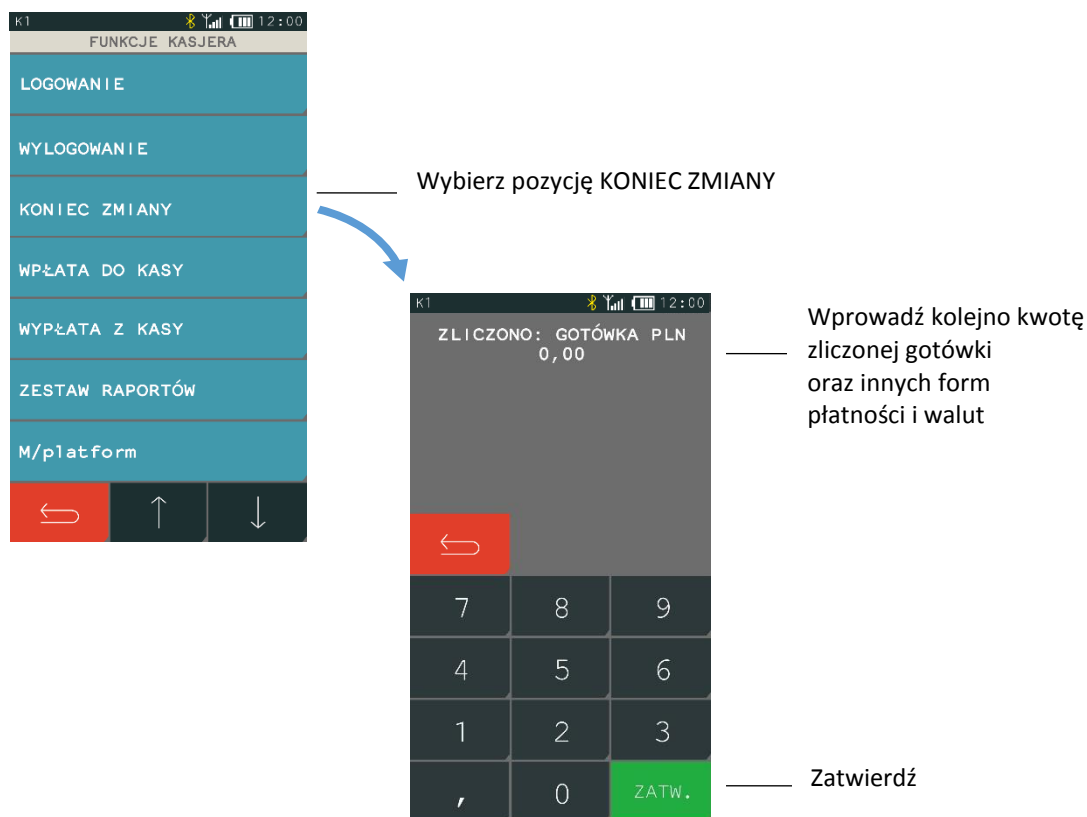 K1 12:00
FUNKCJE KASJERA
LOGOWANIE
WYLOGOWANIE
KONIEC ZMIANY
WPŁATA DO KASY
WYPŁATA Z KASY
ZESTAW RAPORTÓW
M/platform
Wybierz pozycję KONIEC ZMIANY
K1 12:00
ZLICZONO: GOTÓWKA PLN
0,00
7 8 9
4 5 6
1 2 3
, 0 ZATW.
Wprowadź kolejno kwotę
zliczonej gotówki
oraz innych form
płatności i walut
Zatwierdź